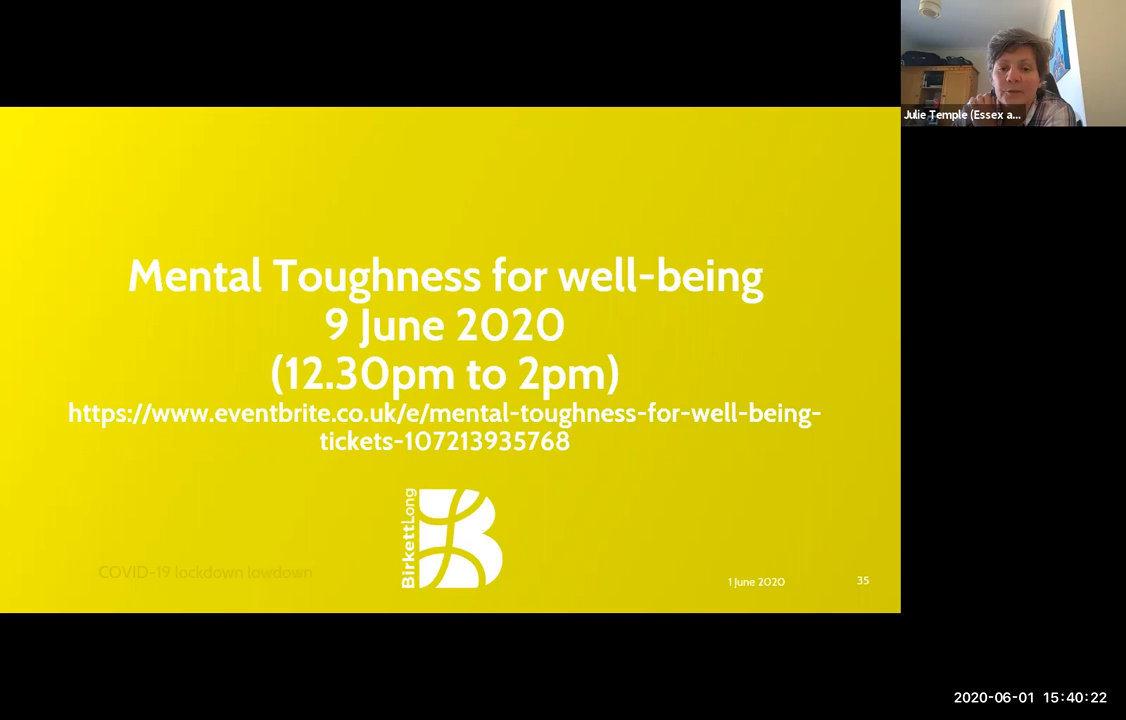 Julie Temple (Essex a...
Mental Toughness for well-being
9 June 2020
(12.30pm to 2pm)
https://www.eventbrite.co.uk/e/mental-toughness-for-well-being-
tickets-107213935768
BirkettLong
COVID-19 lockdown lowdown
1 June 2020
35
2020-06-01 15:40:22